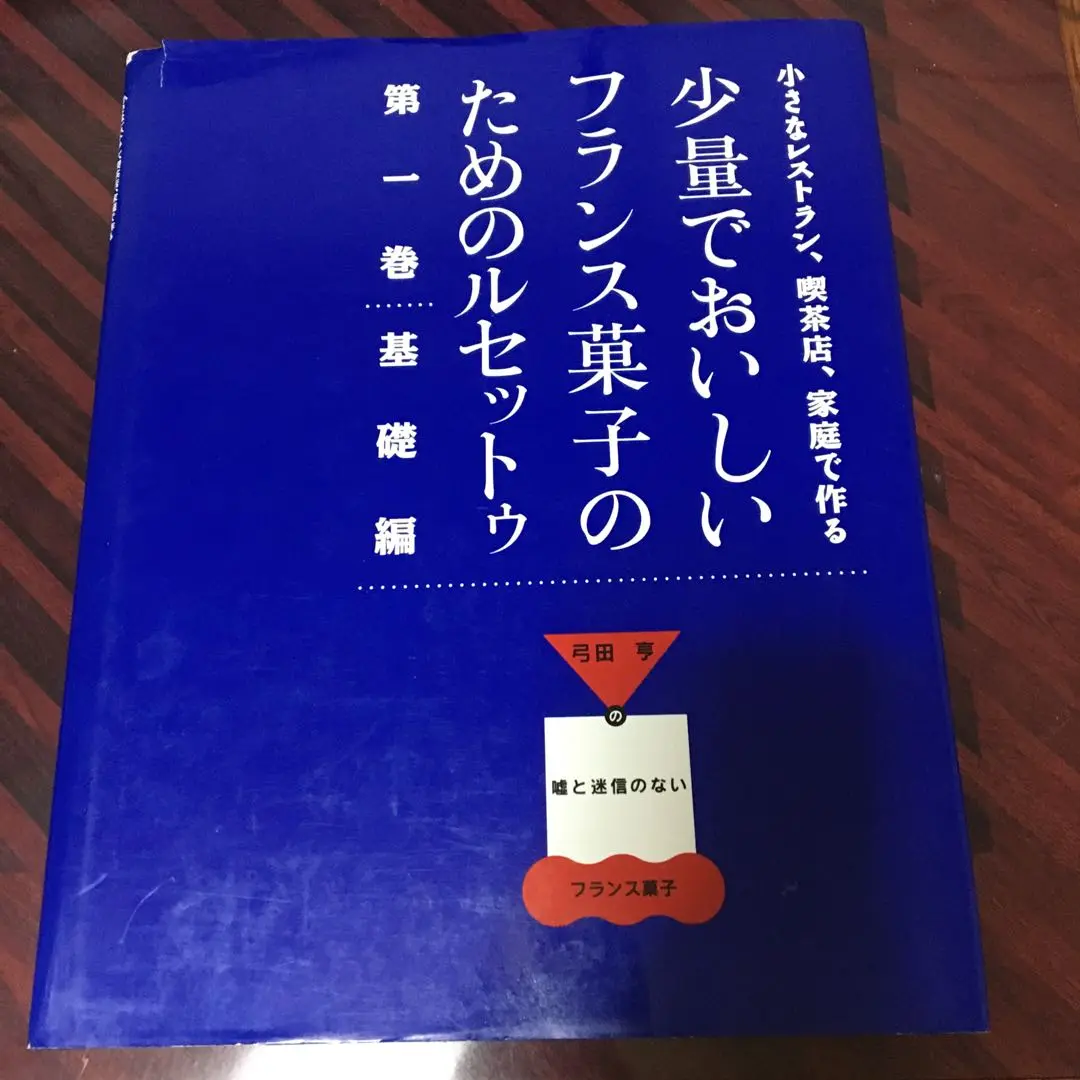 小さなレストラン、喫茶店、家庭で作る
少量でおいしい
フランス菓子の
ためのルセットゥ
第一巻
基礎編
弓田 亨
の
嘘と迷信のない
フランス菓子